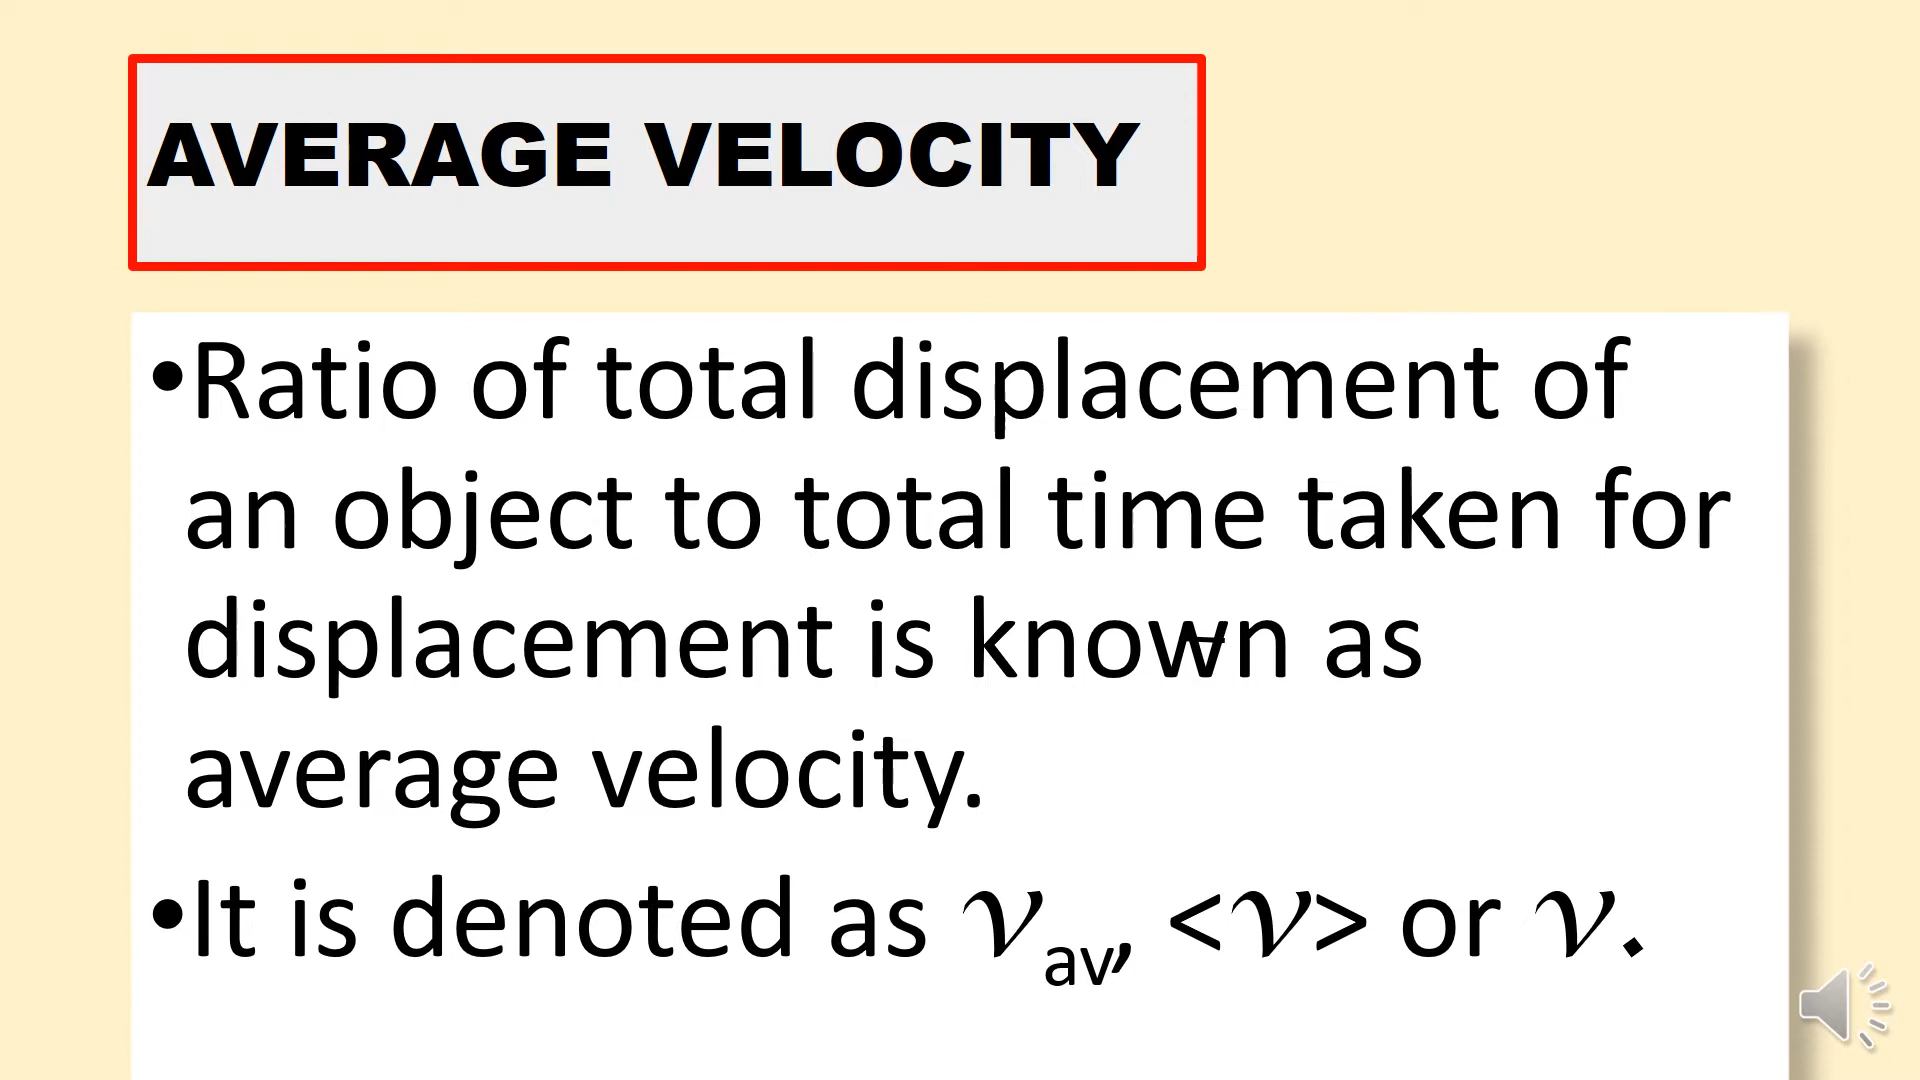 AVERAGE VELOCITY
•Ratio of total displacement of
an object to total time taken for
displacement is known as
average velocity.
•It is denoted as 𝑣av, <𝑣> or 𝑣.